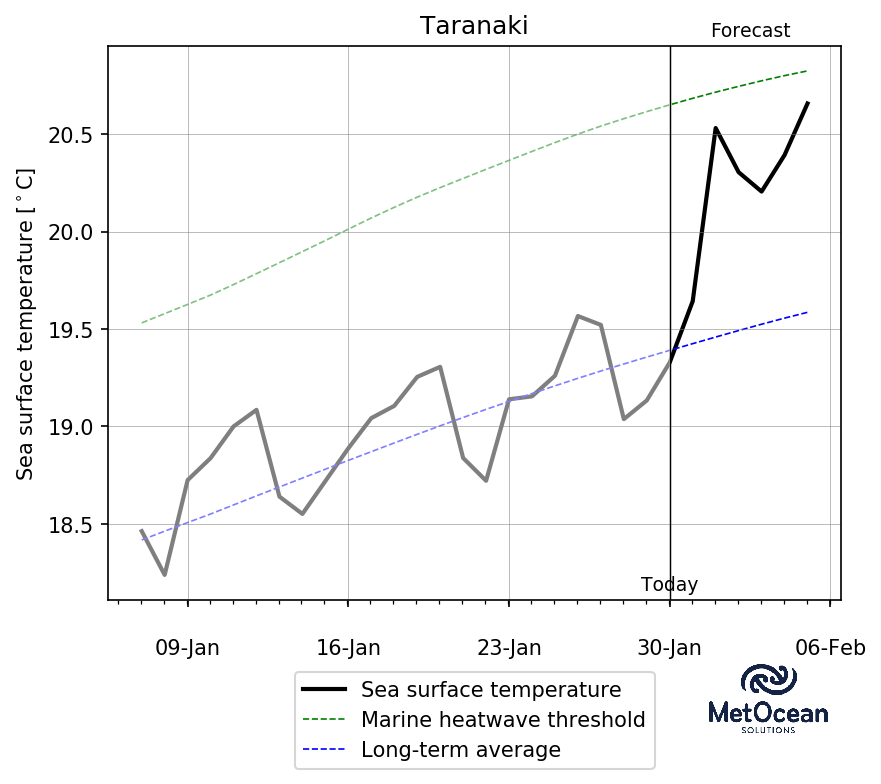 Taranaki
Forecast
Sea surface temperature [°C]
20.5
20.0
19.5
19.0
18.5
Today
09-Jan
16-Jan
23-Jan
30-Jan
06-Feb
Sea surface temperature
Marine heatwave threshold
Long-term average
MetOcean
SOLUTIONS